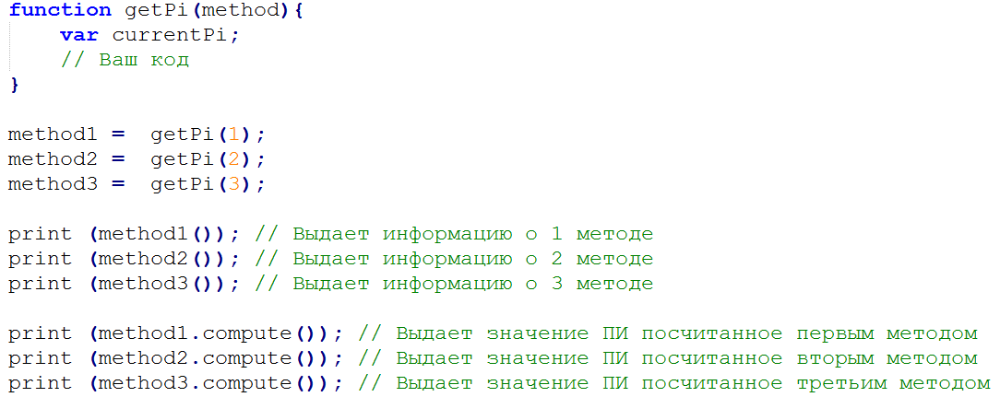 function getPi(method){
    var currentPi;
    // Ваш код
}

method1 =  getPi(1);
method2 =  getPi(2);
method3 =  getPi(3);

print (method1()); // Выдает информацию о 1 методе
print (method2()); // Выдает информацию о 2 методе
print (method3()); // Выдает информацию о 3 методе

print (method1.compute()); // Выдает значение ПИ посчитанное первым методом
print (method2.compute()); // Выдает значение ПИ посчитанное вторым методом
print (method3.compute()); // Выдает значение ПИ посчитанное третьим методом